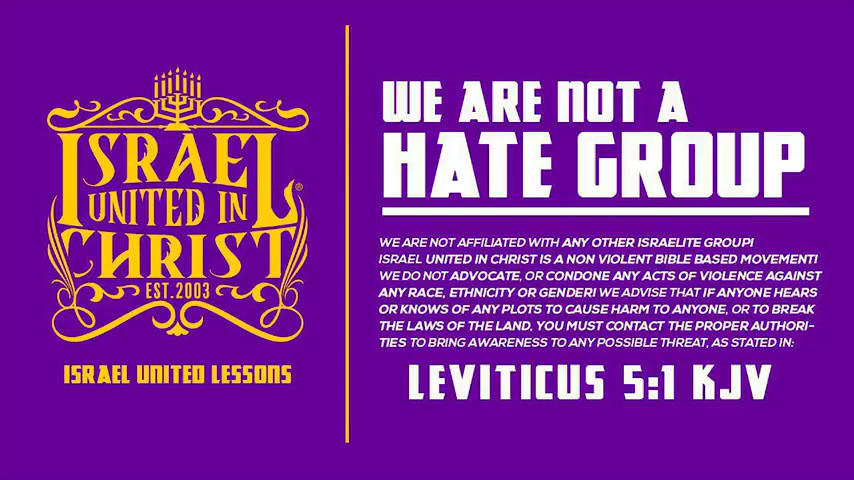 ISRAEL
UNITED IN
CHRIST
EST.2003
®
ISRAEL UNITED LESSONS
WE ARE NOT A
HATE GROUP
WE ARE NOT AFFILIATED WITH ANY OTHER ISRAELITE GROUP!
ISRAEL UNITED IN CHRIST IS A NON VIOLENT BIBLE BASED MOVEMENT!
WE DO NOT ADVOCATE, OR CONDONE ANY ACTS OF VIOLENCE AGAINST
ANY RACE, ETHNICITY OR GENDER! WE ADVISE THAT IF ANYONE HEARS
OR KNOWS OF ANY PLOTS TO CAUSE HARM TO ANYONE, OR TO BREAK
THE LAWS OF THE LAND, YOU MUST CONTACT THE PROPER AUTHORI-
TIES TO BRING AWARENESS TO ANY POSSIBLE THREAT, AS STATED IN:
LEVITICUS 5:1 KJV